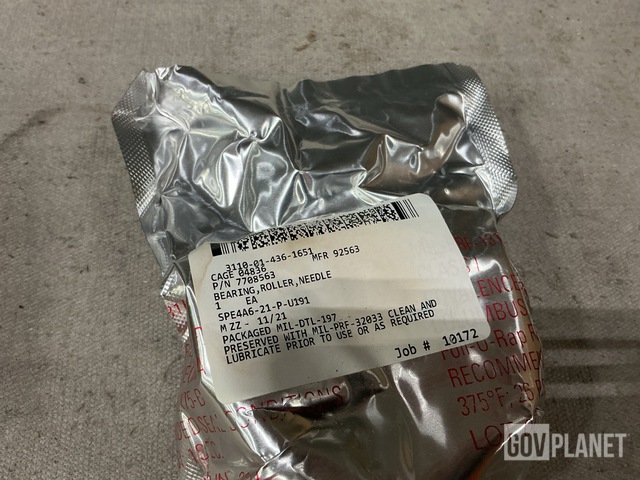 3110-01-436-1651
CAGE 04836 MFR 92563
P/N 7708563
BEARING,ROLLER,NEEDLE
1 EA
SPE4A6-21-P-U191
M ZZ - 11/21
PACKAGED MIL-DTL-197
PRESERVED WITH MIL-PRF-32033 CLEAN AND
LUBRICATE PRIOR TO USE OR AS REQUIRED
Job # 10172
RECOMME
375°F; 25 P
LOT
GOVPLANET